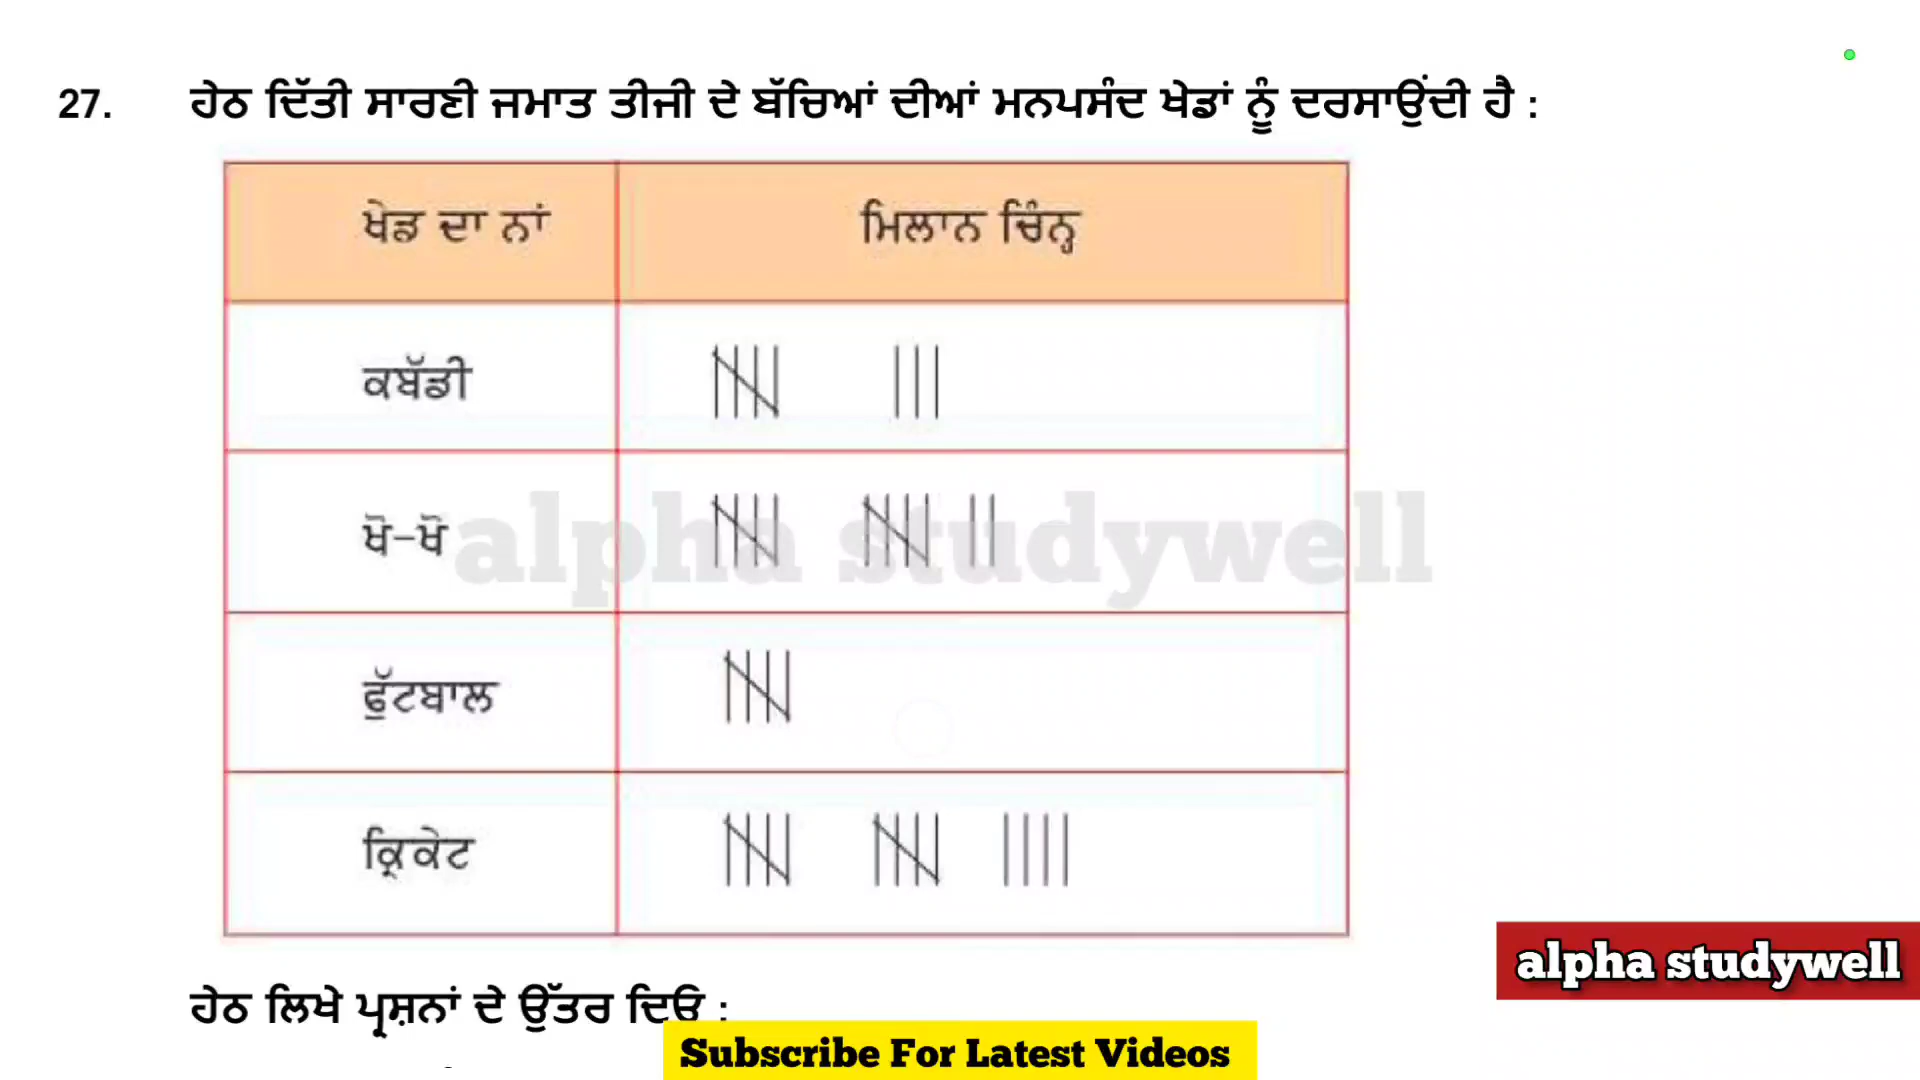 27. ਹੇਠ ਦਿੱਤੀ ਸਾਰਣੀ ਜਮਾਤ ਤੀਜੀ ਦੇ ਬੱਚਿਆਂ ਦੀਆਂ ਮਨਪਸੰਦ ਖੇਡਾਂ ਨੂੰ ਦਰਸਾਉਂਦੀ ਹੈ :
ਖੇਡ ਦਾ ਨਾਂ ਮਿਲਾਨ ਚਿੰਨ੍ਹ
ਕਬੱਡੀ
ਖੋ-ਖੋ
alpha studywell
ਫੁੱਟਬਾਲ
ਕ੍ਰਿਕੇਟ
alpha studywell
ਹੇਠ ਲਿਖੇ ਪ੍ਰਸ਼ਨਾਂ ਦੇ ਉੱਤਰ ਦਿਓ :
Subscribe For Latest Videos